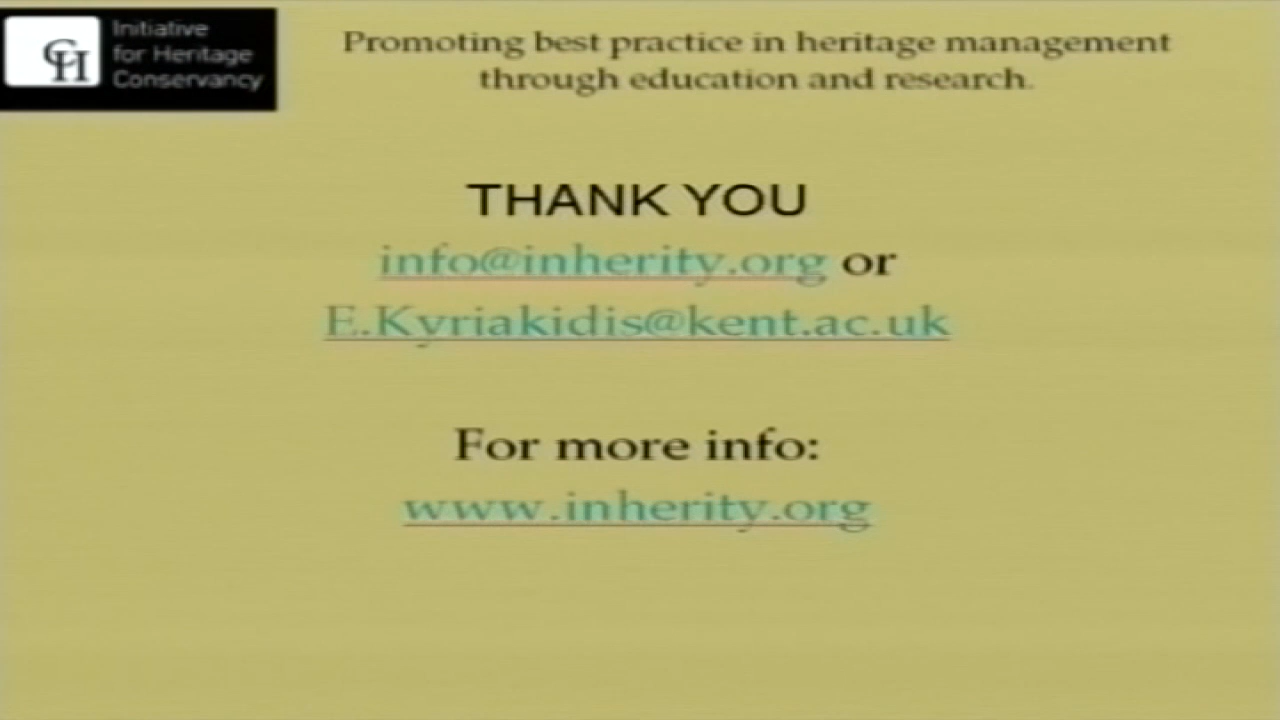 CH
Initiative
for Heritage
Conservancy
Promoting best practice in heritage management
through education and research.
THANK YOU
info@inherity.org or
E.Kyriakidis@kent.ac.uk
For more info:
www.inherity.org